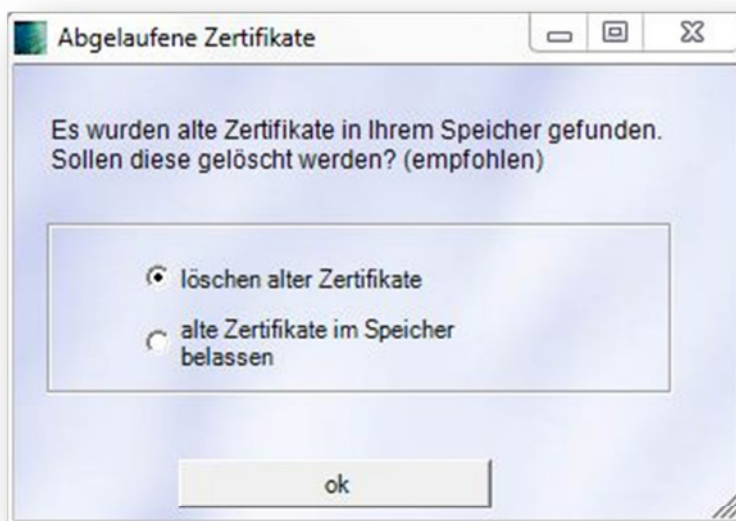 Abgelaufene Zertifikate
Es wurden alte Zertifikate in Ihrem Speicher gefunden.
Sollen diese gelöscht werden? (empfohlen)
löschen alter Zertifikate
alte Zertifikate im Speicher
belassen
ok